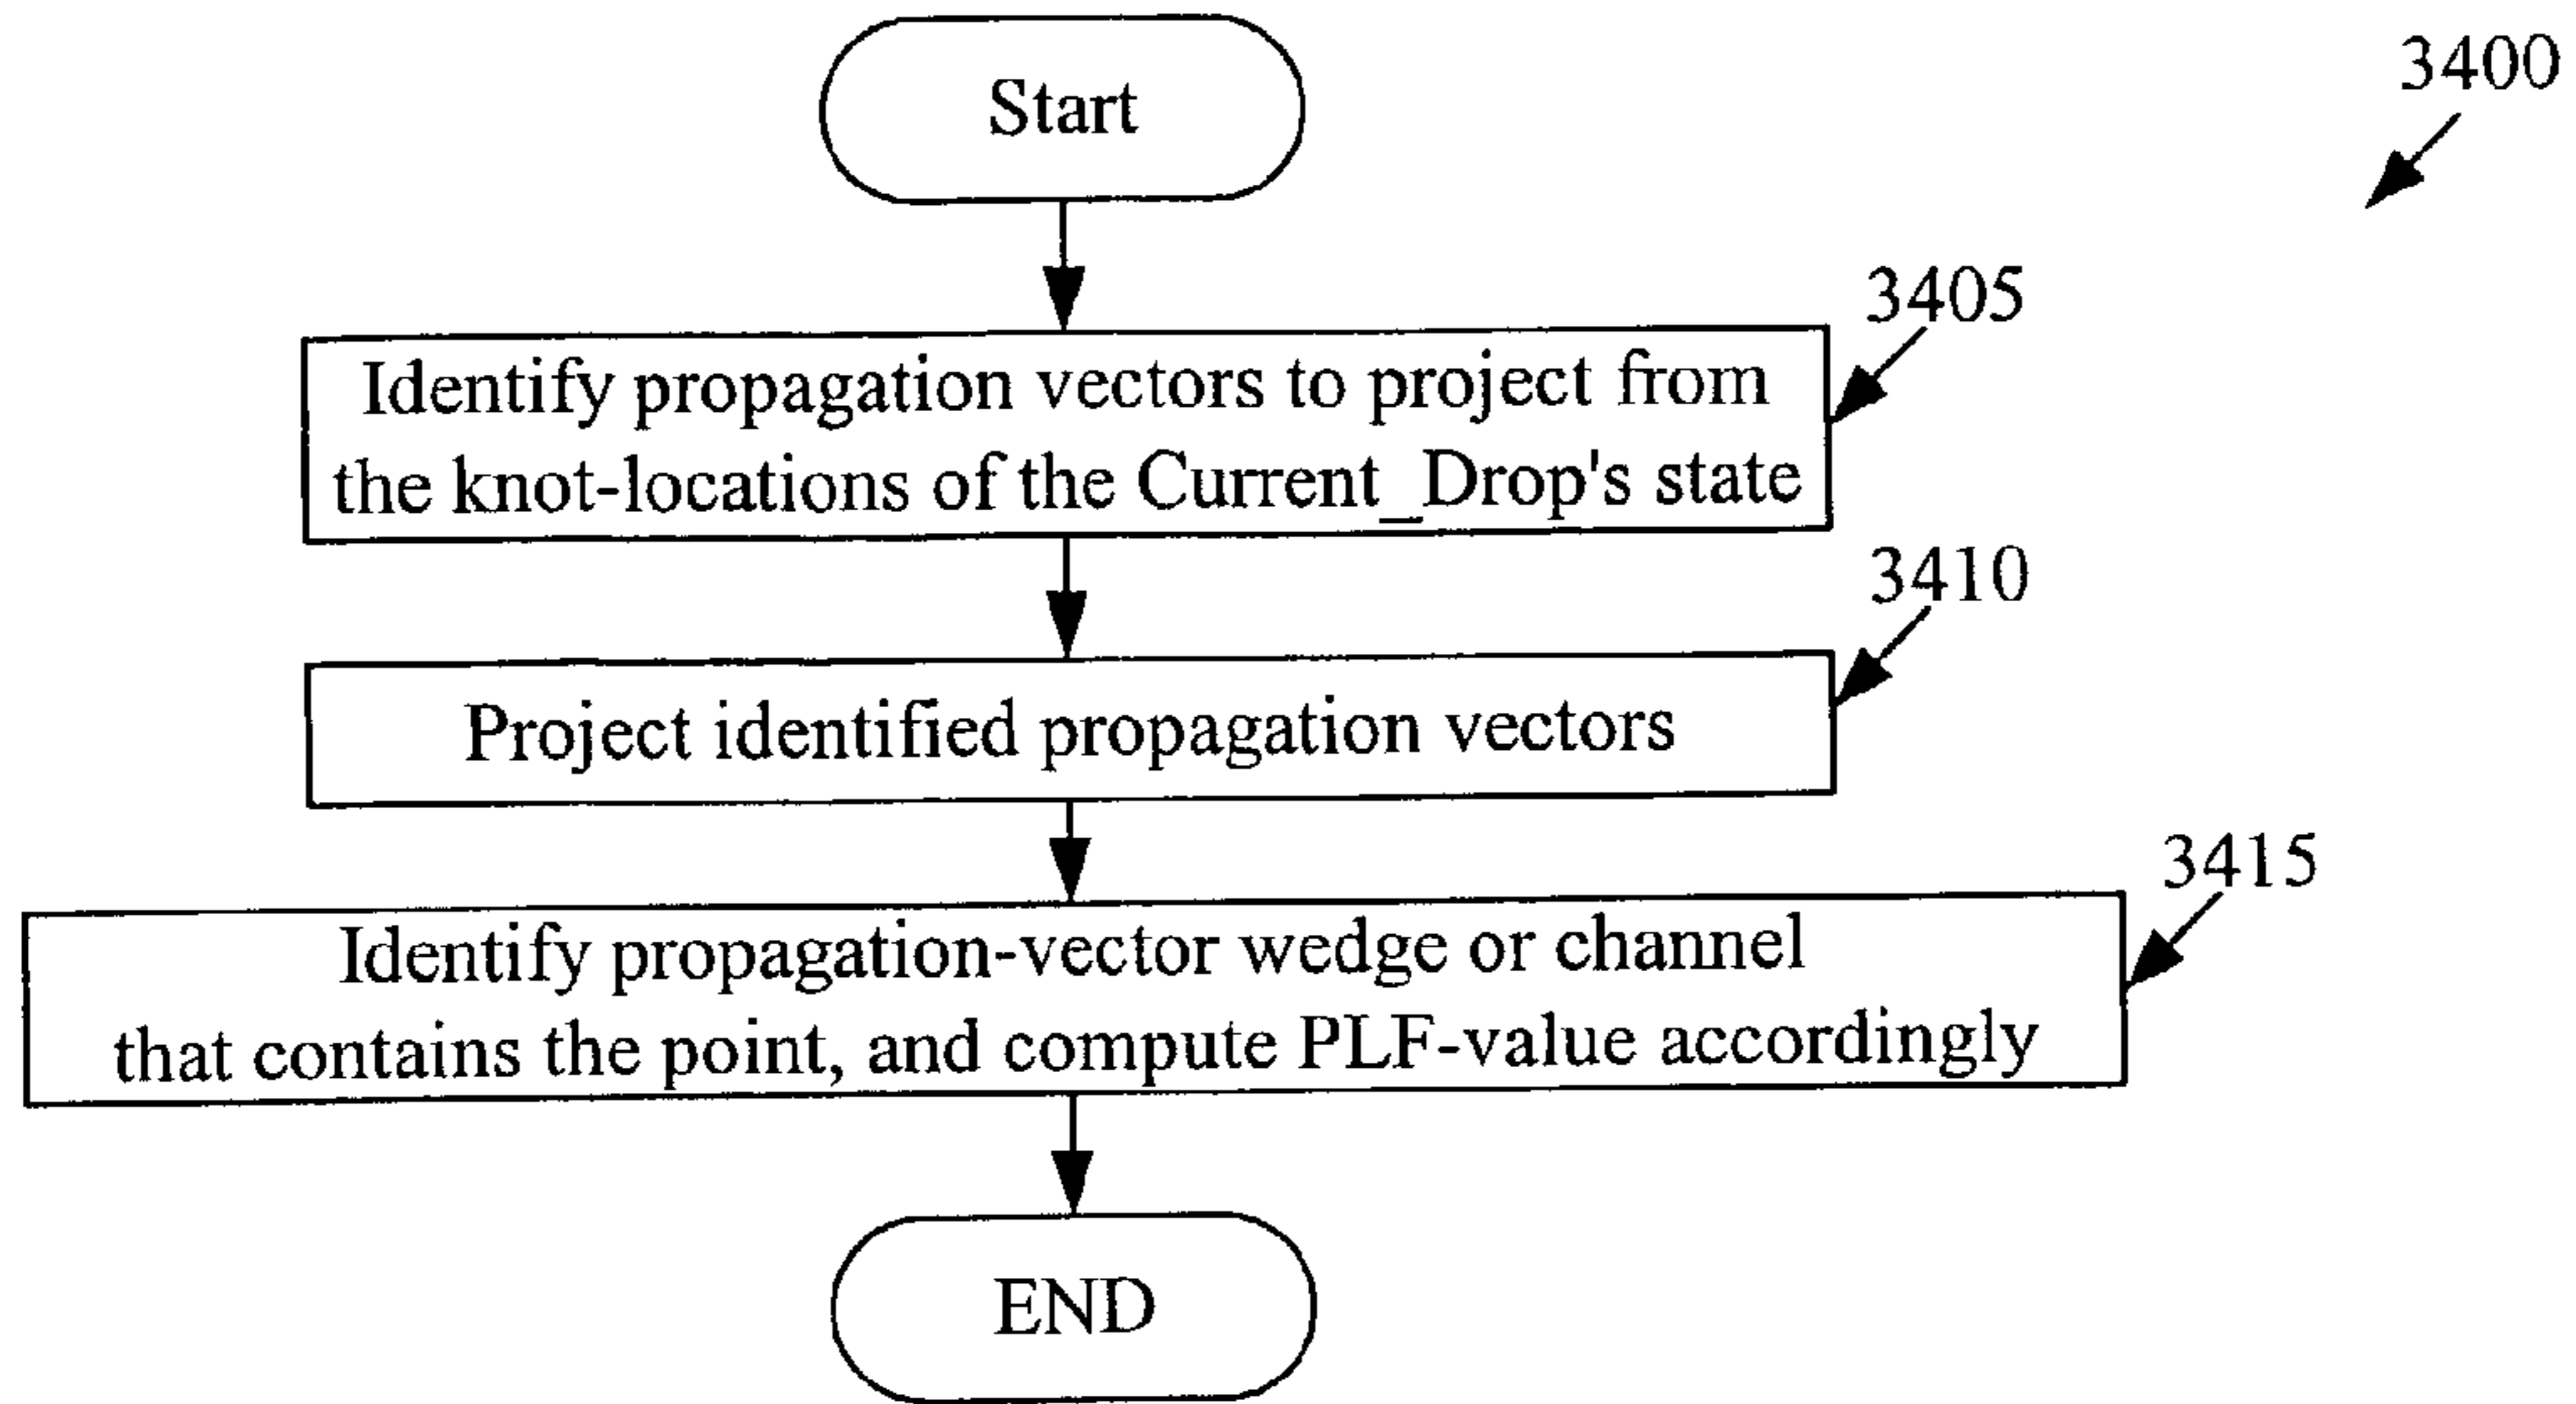 Start
3400
3405
Identify propagation vectors to project from
the knot-locations of the Current_Drop's state
3410
Project identified propagation vectors
3415
Identify propagation-vector wedge or channel
that contains the point, and compute PLF-value accordingly
END